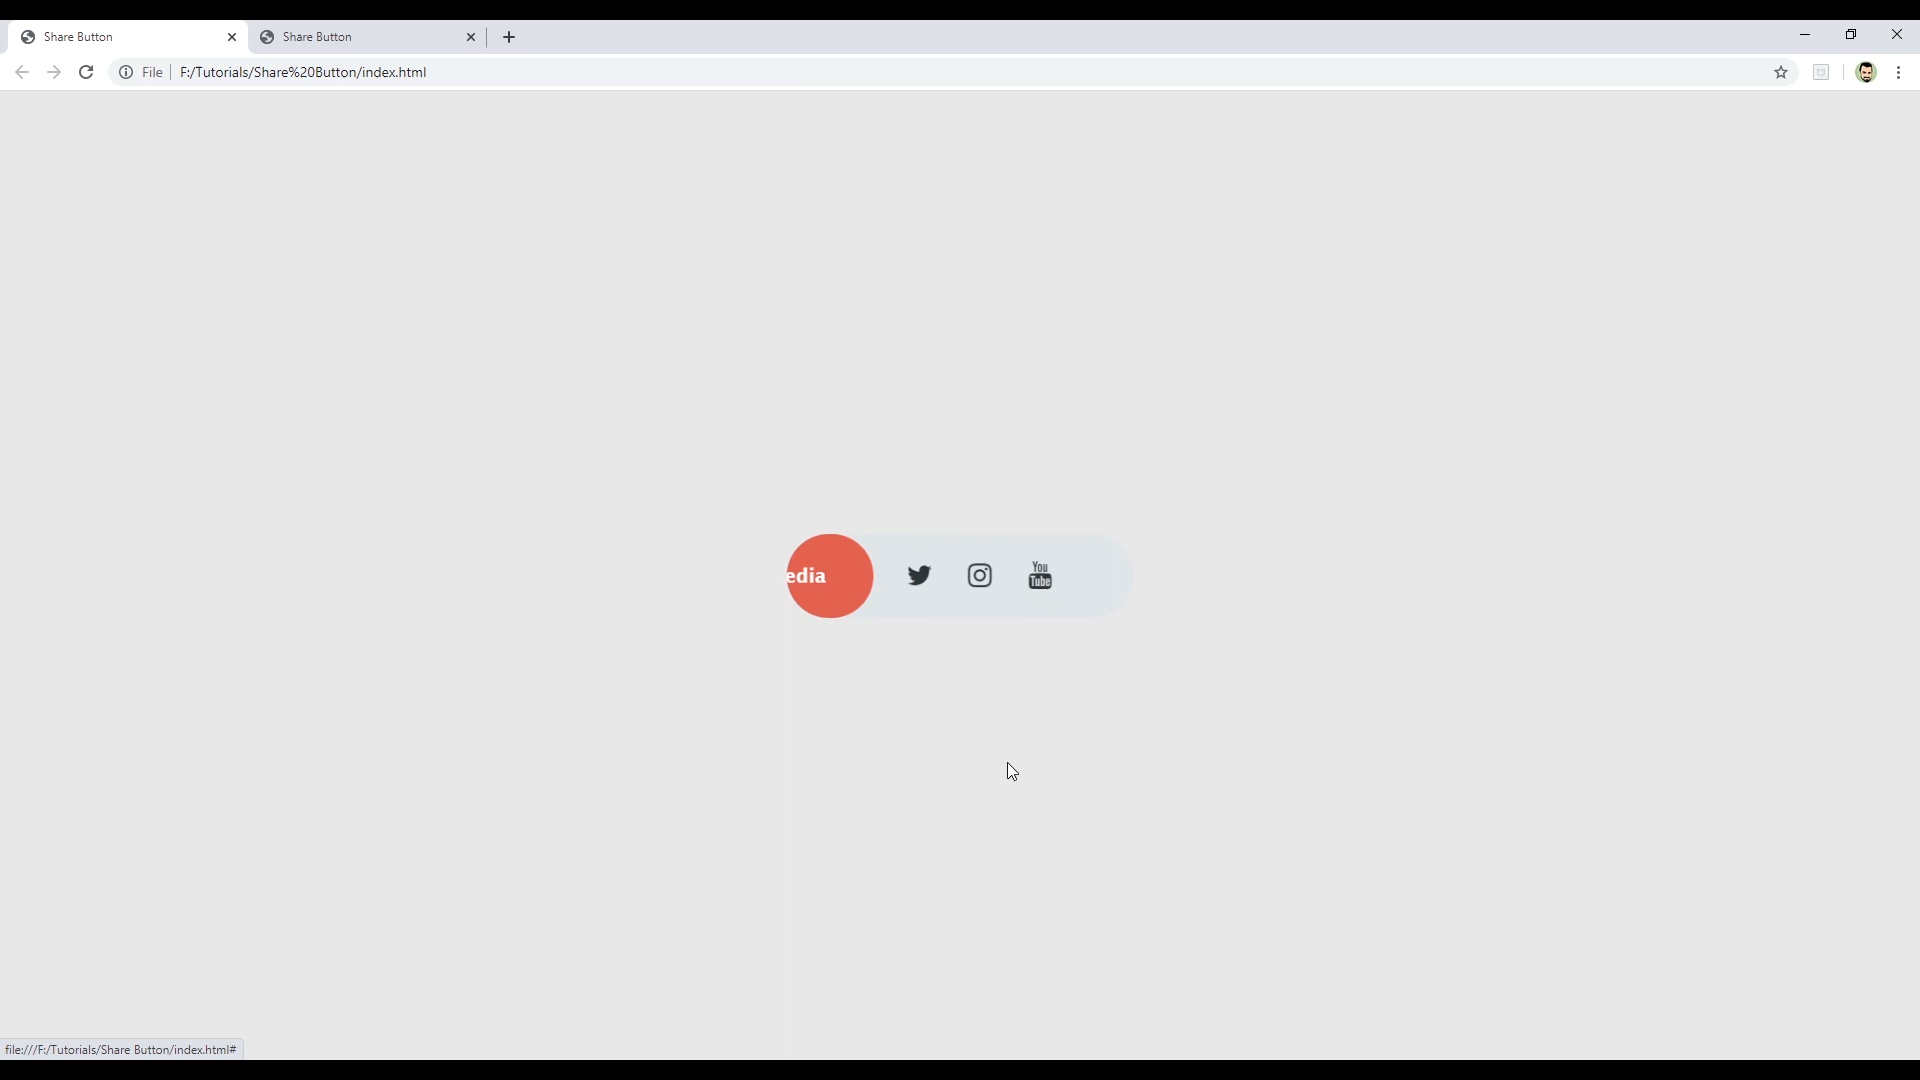 Share Button
Share Button
File
F:/Tutorials/Share%20Button/index.html
edia
You
Tube
file:///F:/Tutorials/Share Button/index.html#